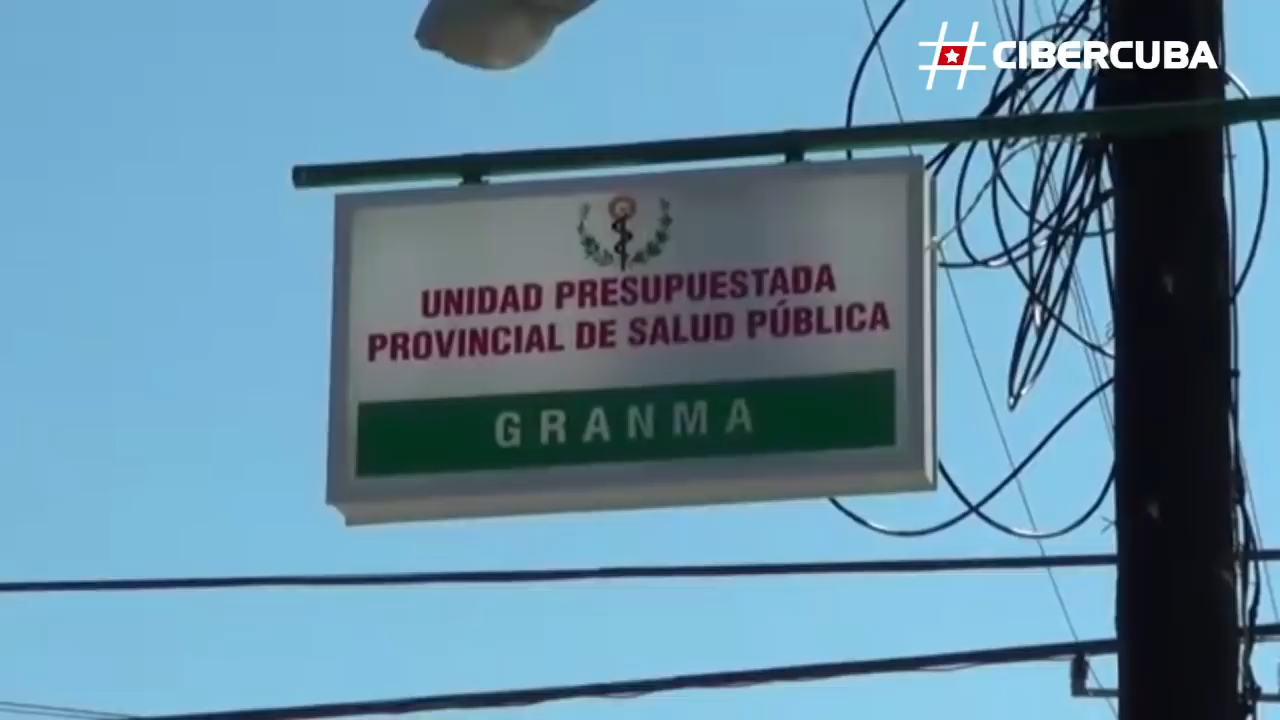 #CIBERCUBA
UNIDAD PRESUPUESTADA
PROVINCIAL DE SALUD PÚBLICA
GRANMA